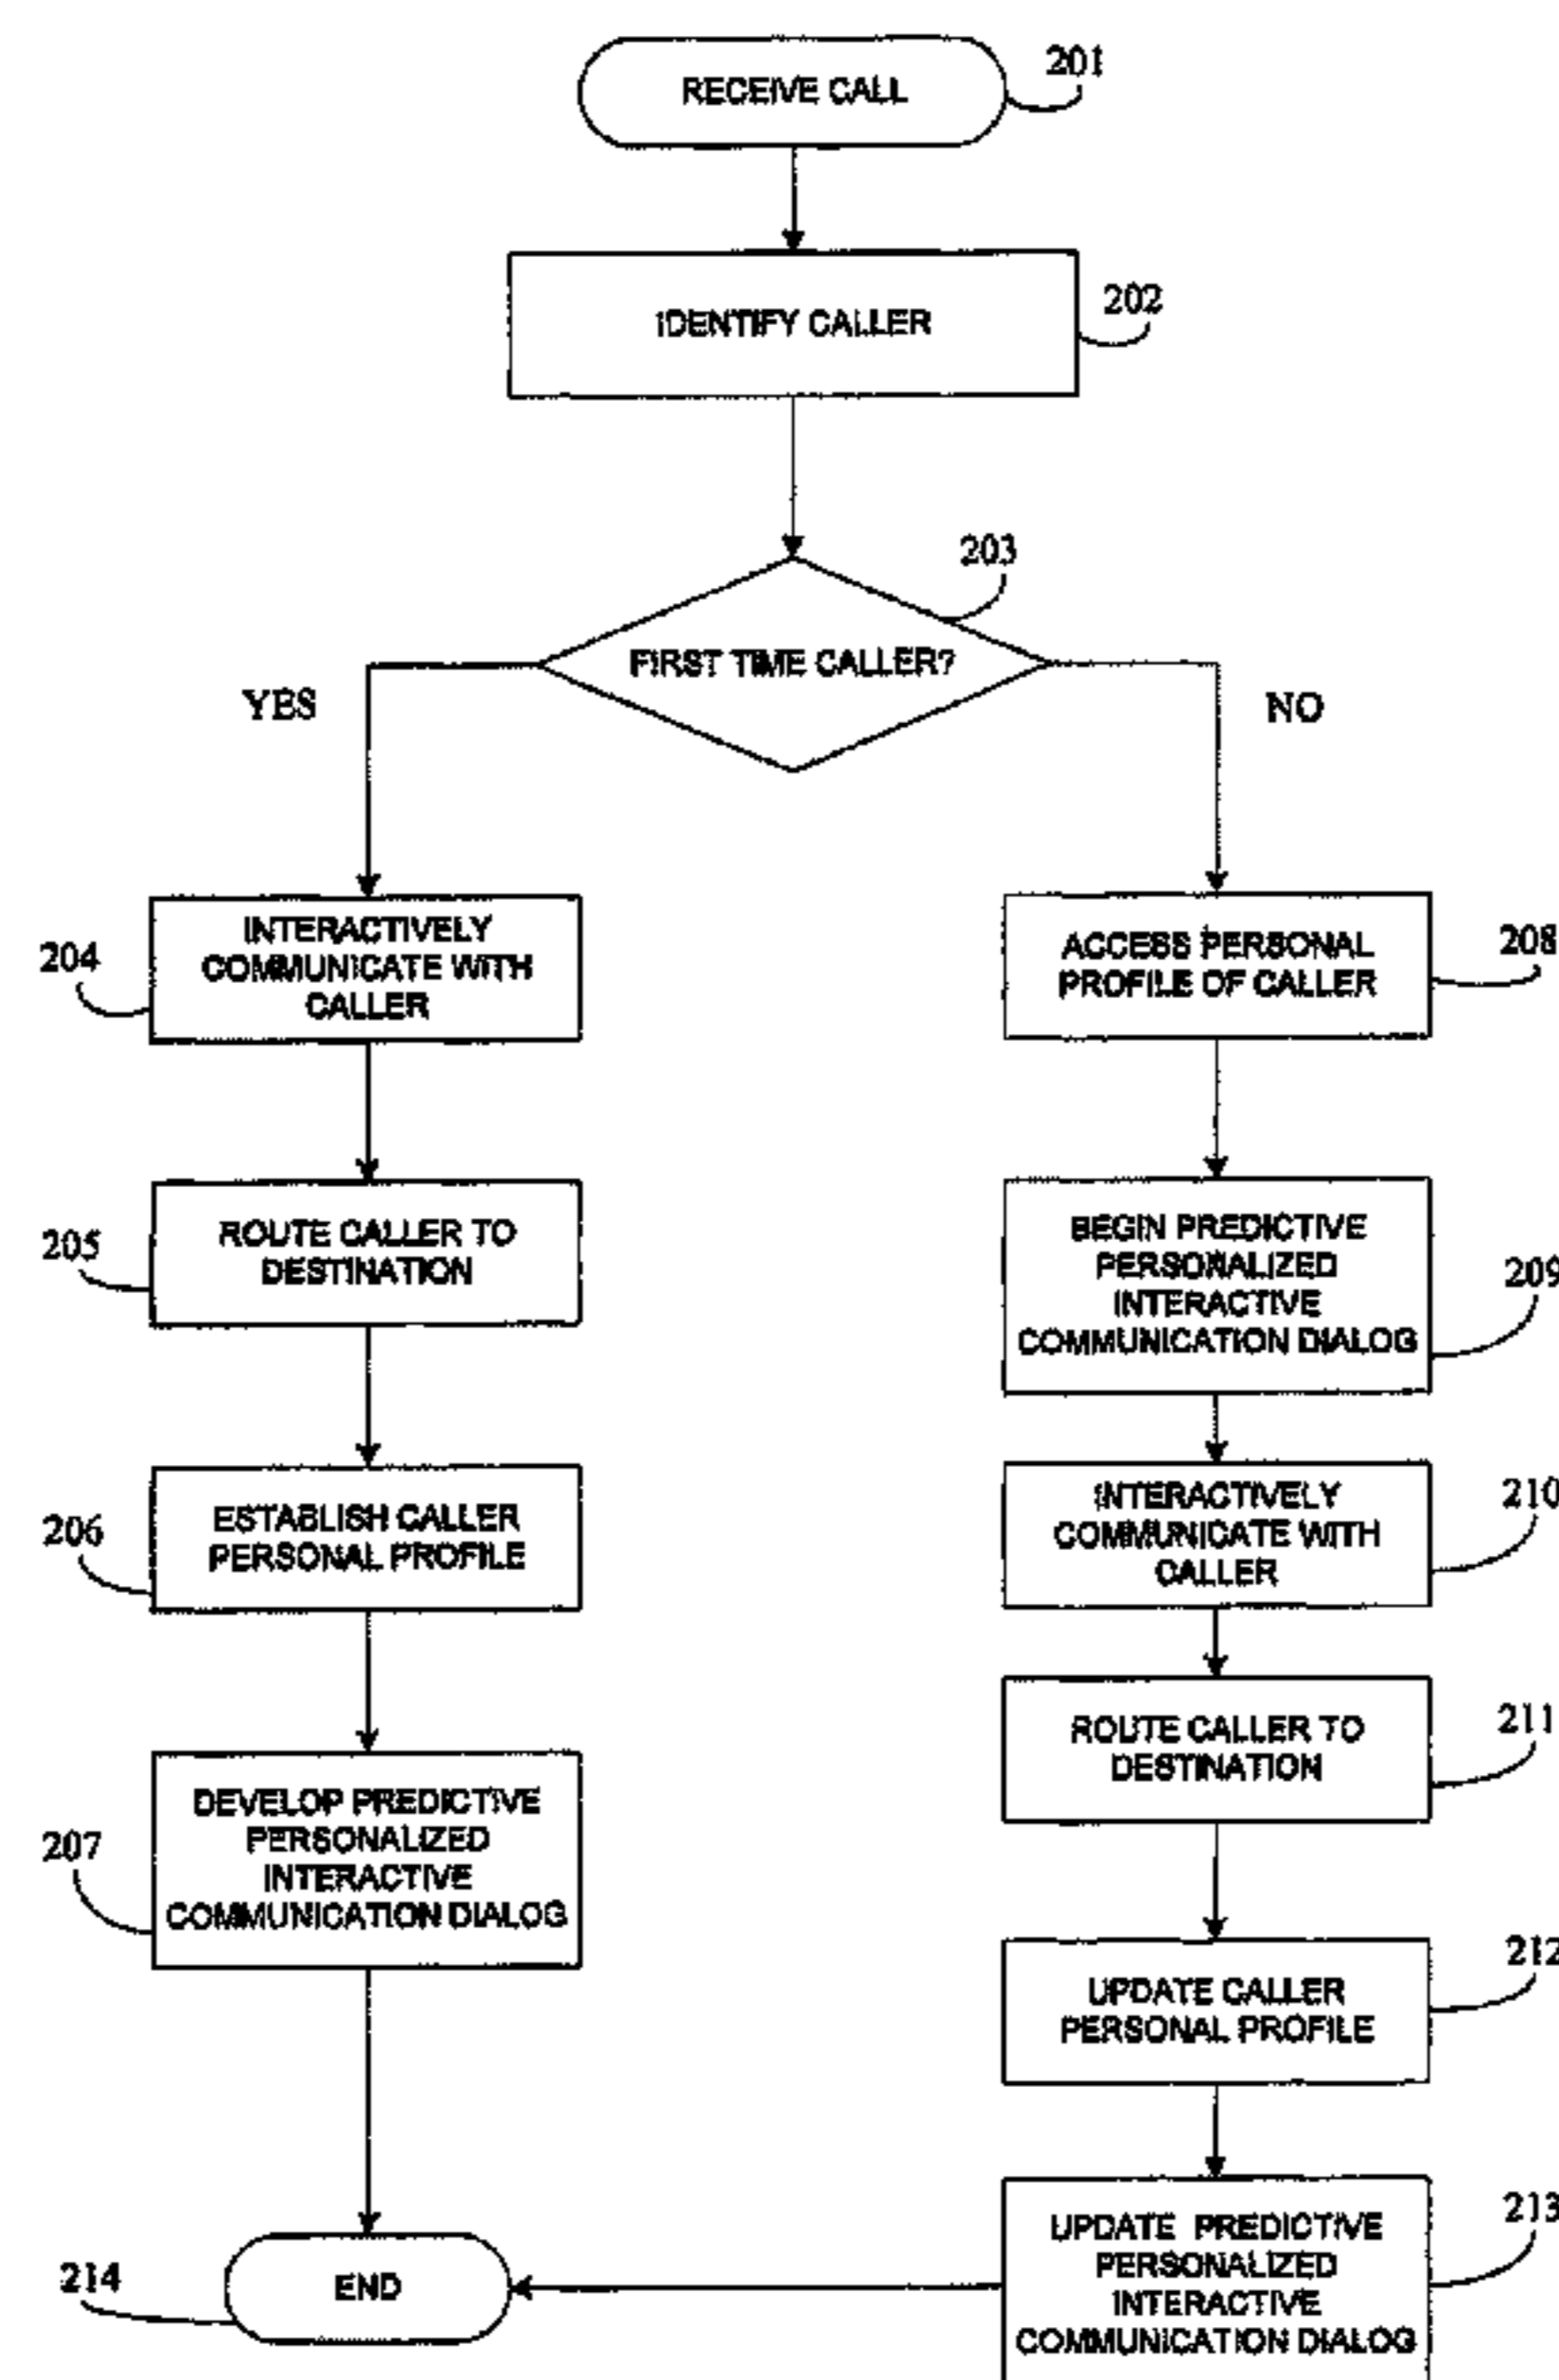 RECEIVE CALL
201
IDENTIFY CALLER
202
203
FIRST TIME CALLER?
YES
NO
204
INTERACTIVELY
COMMUNICATE WITH
CALLER
205
ROUTE CALLER TO
DESTINATION
206
ESTABLISH CALLER
PERSONAL PROFILE
207
DEVELOP PREDICTIVE
PERSONALIZED
INTERACTIVE
COMMUNICATION DIALOG
ACCESS PERSONAL
PROFILE OF CALLER
208
BEGIN PREDICTIVE
PERSONALIZED
INTERACTIVE
COMMUNICATION DIALOG
209
INTERACTIVELY
COMMUNICATE WITH
CALLER
210
ROUTE CALLER TO
DESTINATION
211
UPDATE CALLER
PERSONAL PROFILE
212
UPDATE PREDICTIVE
PERSONALIZED
INTERACTIVE
COMMUNICATION DIALOG
213
214
END